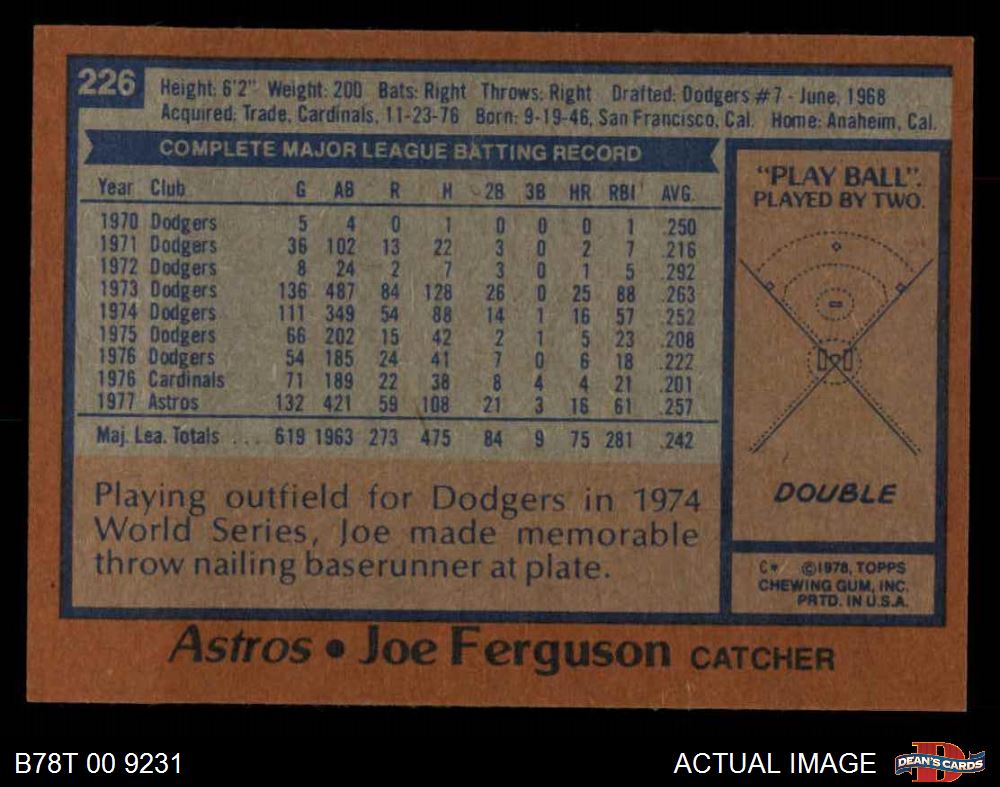 226
Height: 6'2" Weight: 200 Bats: Right Throws: Right Drafted: Dodgers #7 - June, 1968
Acquired: Trade, Cardinals, 11-23-76 Born: 9-19-46, San Francisco, Cal. Home: Anaheim, Cal.
COMPLETE MAJOR LEAGUE BATTING RECORD
Year Club G AB R H 2B 3B HR RBI AVG.
1970 Dodgers 5 4 0 1 0 0 0 1 .250
1971 Dodgers 36 102 13 22 3 0 2 7 .216
1972 Dodgers 8 24 2 7 3 0 1 5 .292
1973 Dodgers 136 487 84 128 26 0 25 88 .263
1974 Dodgers 111 349 54 88 14 1 16 57 .252
1975 Dodgers 66 202 15 42 2 1 5 23 .208
1976 Dodgers 54 185 24 41 7 0 6 18 .222
1976 Cardinals 71 189 22 38 8 4 4 21 .201
1977 Astros 132 421 59 108 21 3 16 61 .257
Maj. Lea. Totals ... 619 1963 273 475 84 9 75 281 .242
Playing outfield for Dodgers in 1974
World Series, Joe made memorable
throw nailing baserunner at plate.
"PLAY BALL".
PLAYED BY TWO.
DOUBLE
C* ©1978, TOPPS
CHEWING GUM, INC.
PRTD. IN U.S.A.
Astros • Joe Ferguson CATCHER
B78T 00 9231
ACTUAL IMAGE
DEAN'S CARDS